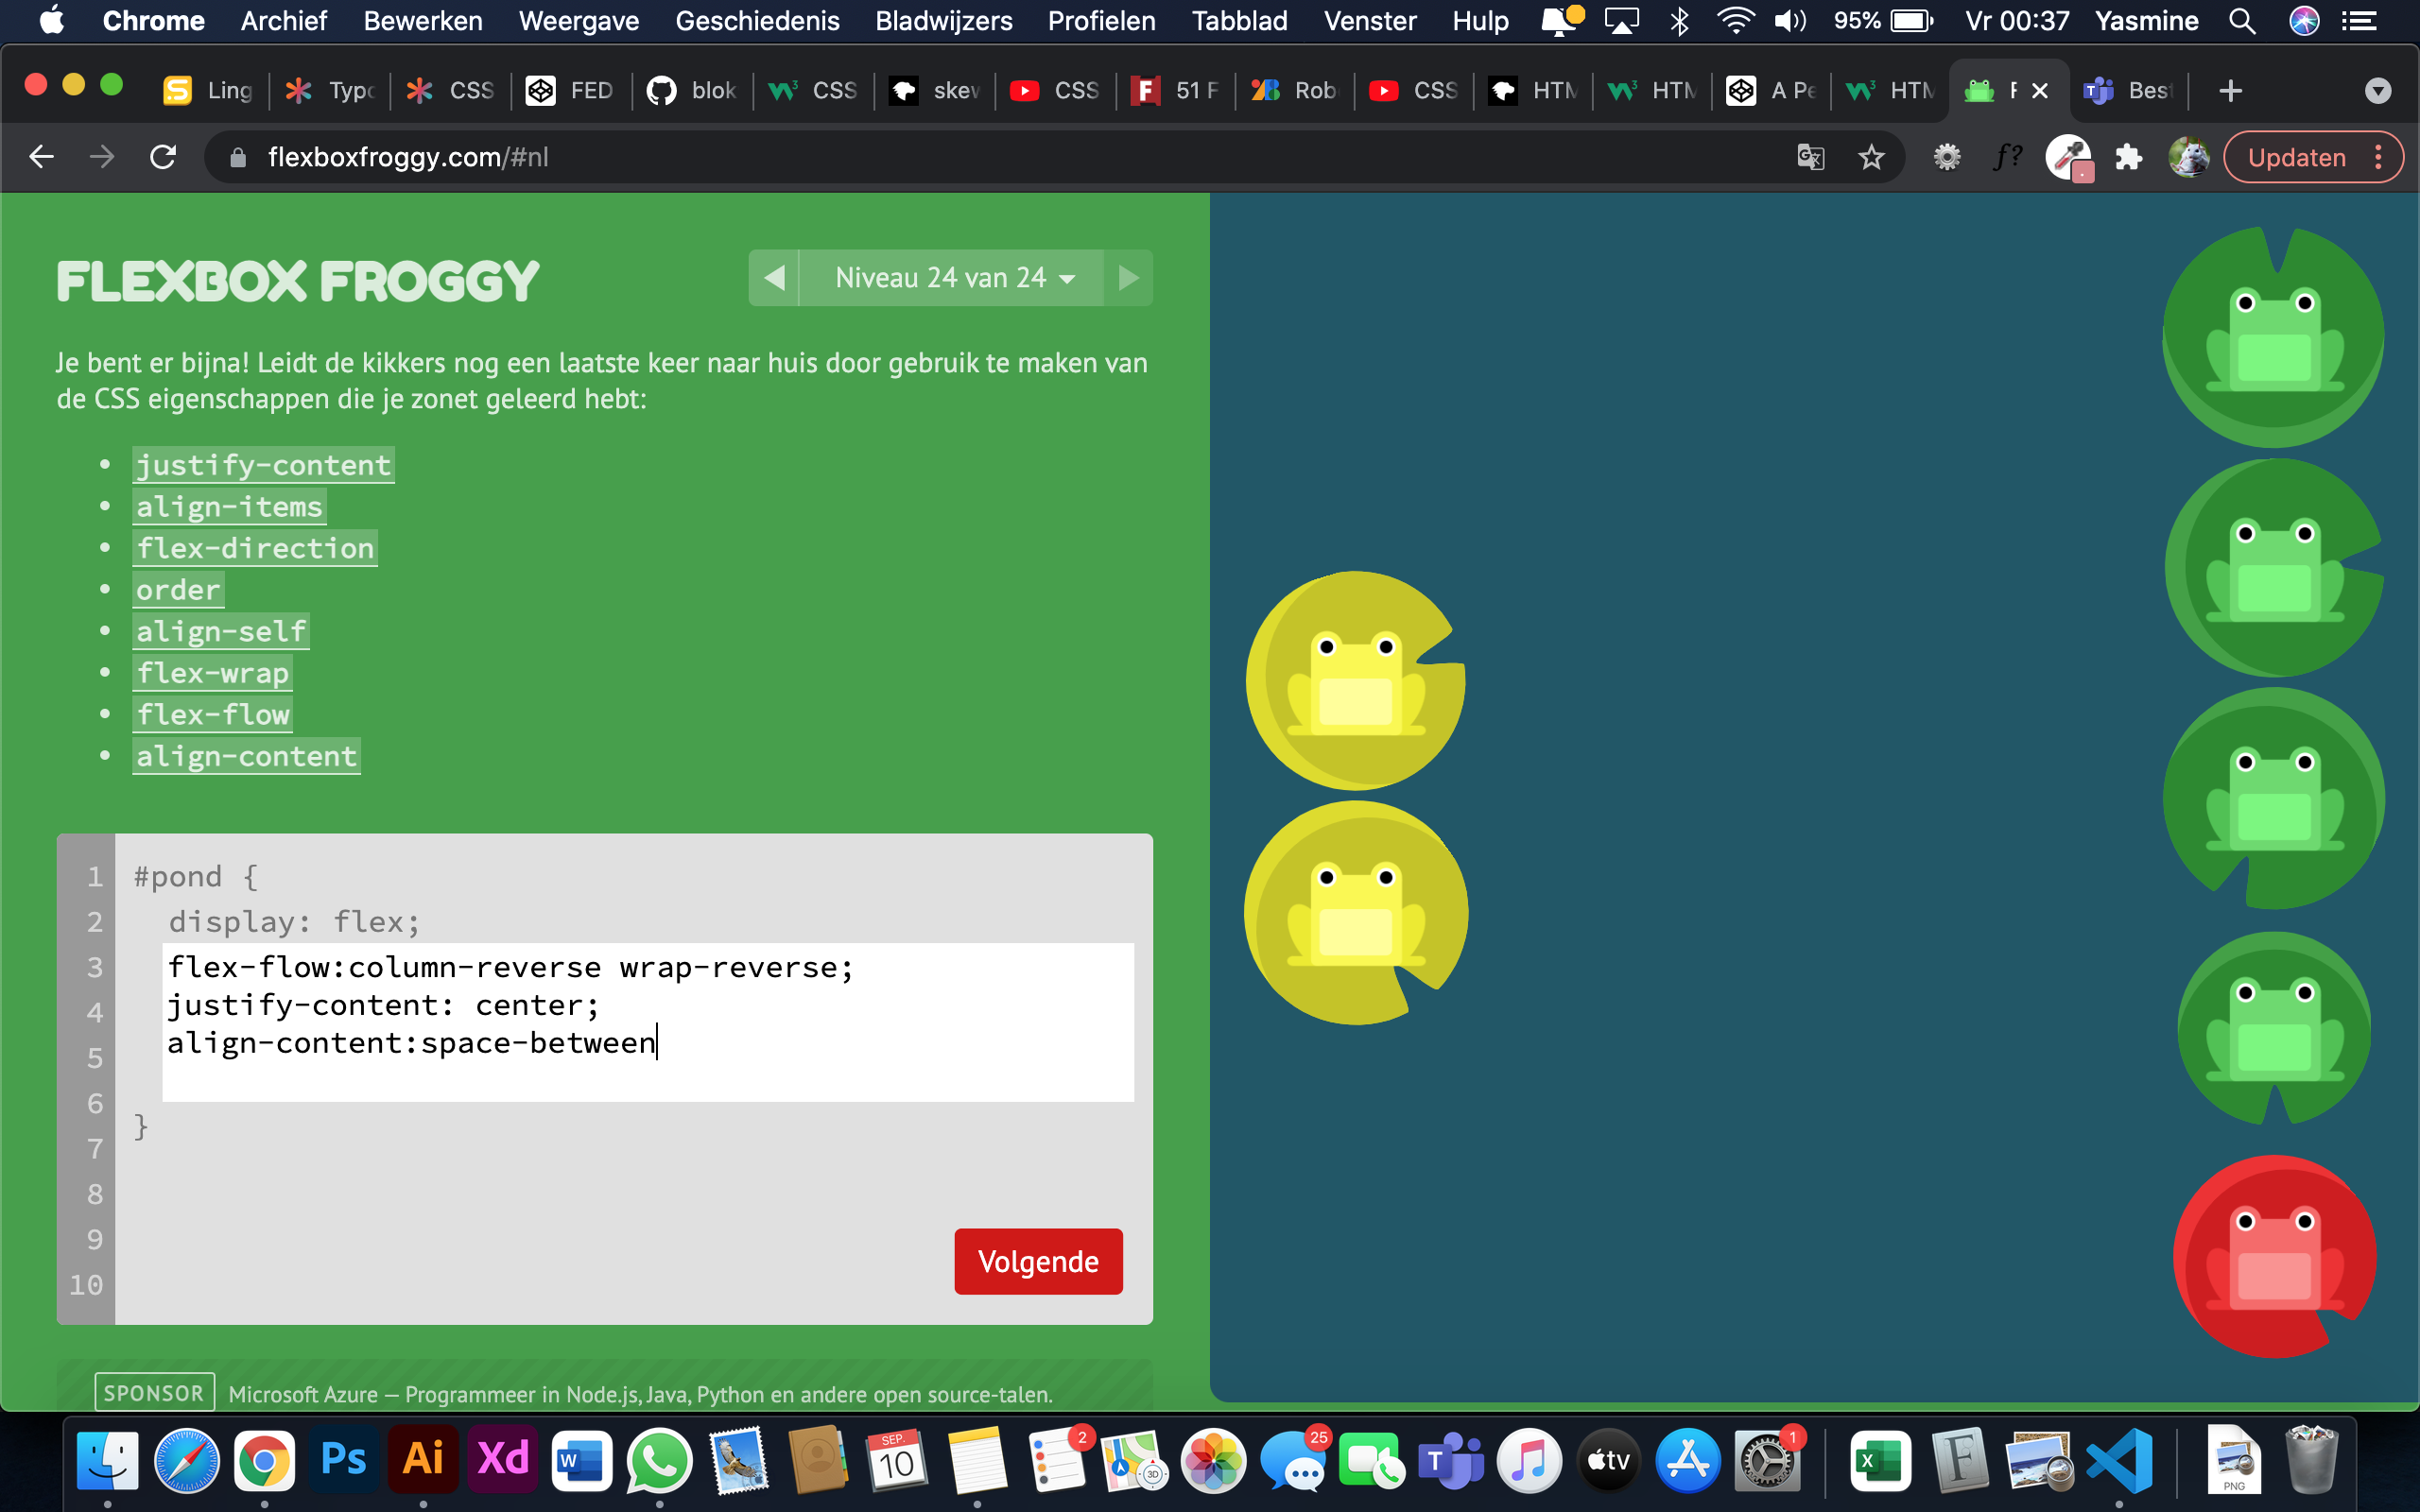 Chrome Archief Bewerken Weergave Geschiedenis Bladwijzers Profielen Tabblad Venster Hulp 95% Vr 00:37 Yasmine
Ling Typo CSS FED blok CSS skew CSS 51 F Rob CSS HTM HTM A Pe HTM F Best
flexboxfroggy.com/#nl f? Updaten
FLEXBOX FROGGY
Niveau 24 van 24
Je bent er bijna! Leidt de kikkers nog een laatste keer naar huis door gebruik te maken van
de CSS eigenschappen die je zonet geleerd hebt:
justify-content
align-items
flex-direction
order
align-self
flex-wrap
flex-flow
align-content
1 #pond {
2 display: flex;
3 flex-flow:column-reverse wrap-reverse;
4 justify-content: center;
5 align-content:space-between
6 }
7
8
9
10
Volgende
SPONSOR Microsoft Azure — Programmeer in Node.js, Java, Python en andere open source-talen.
Ps Ai Xd W SEP. 10 2 3D 25 T tv 1 X F PNG